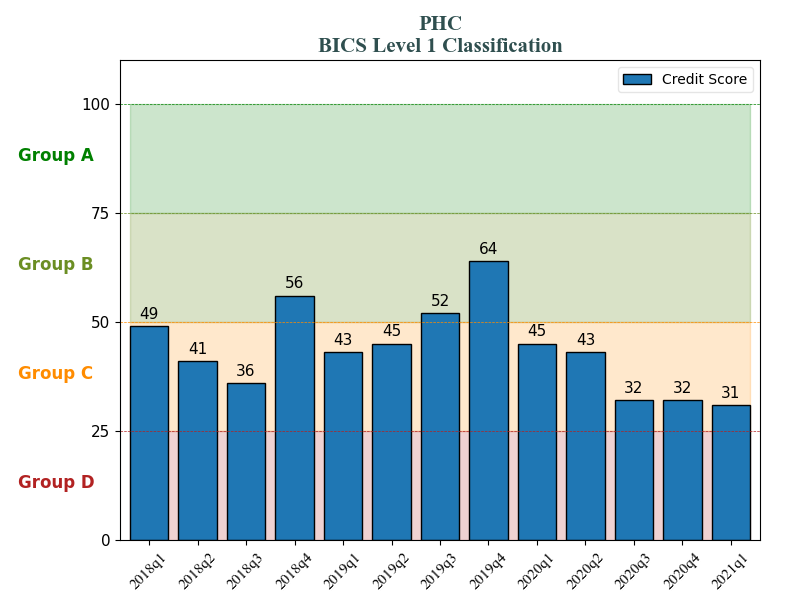 PHC
BICS Level 1 Classification
Credit Score
100
Group A
75
64
Group B
56
52
50
49
45
45
43
43
41
Group C
36
32
32
31
25
Group D
0
2018q1
2018q2
2018q3
2018q4
2019q1
2019q2
2019q3
2019q4
2020q1
2020q2
2020q3
2020q4
2021q1